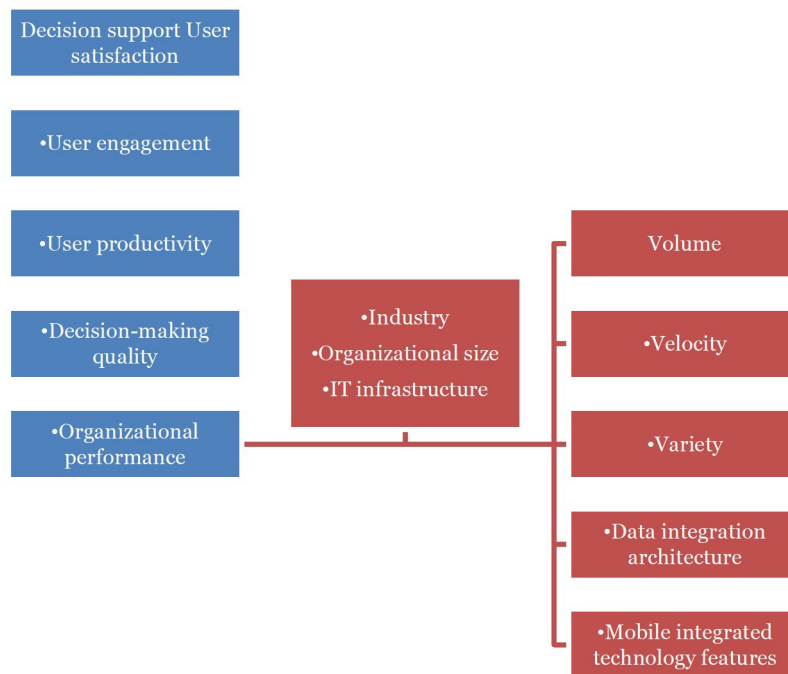 Decision support User
satisfaction
•User engagement
•User productivity
•Decision-making
quality
•Organizational
performance
•Industry
•Organizational size
•IT infrastructure
Volume
•Velocity
•Variety
•Data integration
architecture
•Mobile integrated
technology features